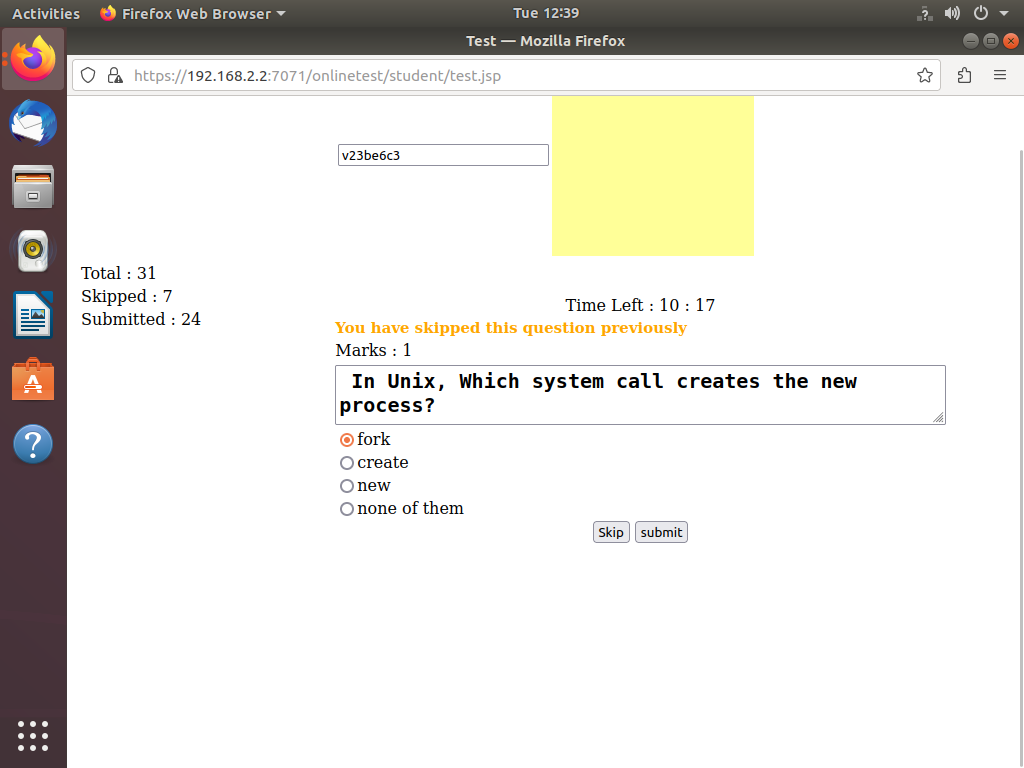 Activities Firefox Web Browser Tue 12:39
Test — Mozilla Firefox
https://192.168.2.2:7071/onlinetest/student/test.jsp
v23be6c3
Total : 31
Skipped : 7
Submitted : 24
Time Left : 10 : 17
You have skipped this question previously
Marks : 1
In Unix, Which system call creates the new
process?
fork
create
new
none of them
Skip submit